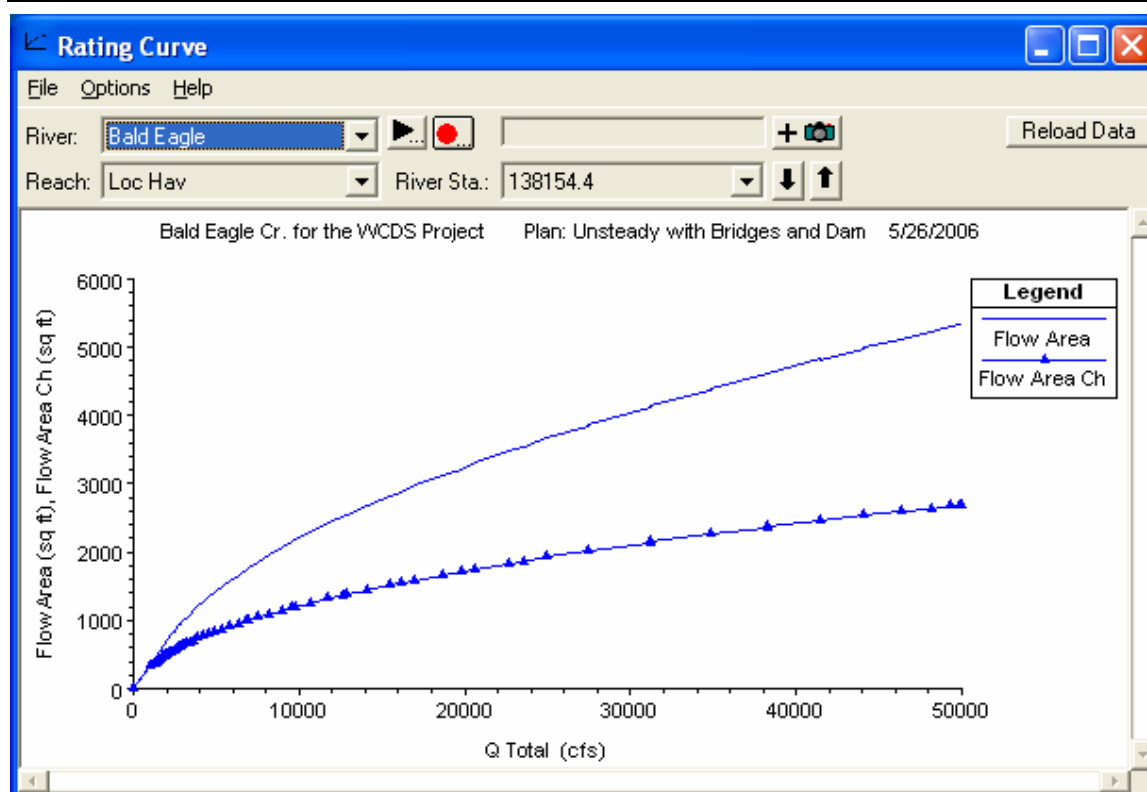 Rating Curve
File Options Help
River: Bald Eagle ... ... + Reload Data
Reach: Loc Hav River Sta.: 138154.4
Bald Eagle Cr. for the WCDS Project Plan: Unsteady with Bridges and Dam 5/26/2006
Flow Area (sq ft), Flow Area Ch (sq ft)
6000
5000
4000
3000
2000
1000
0
0 10000 20000 30000 40000 50000
Q Total (cfs)
Legend
Flow Area
Flow Area Ch